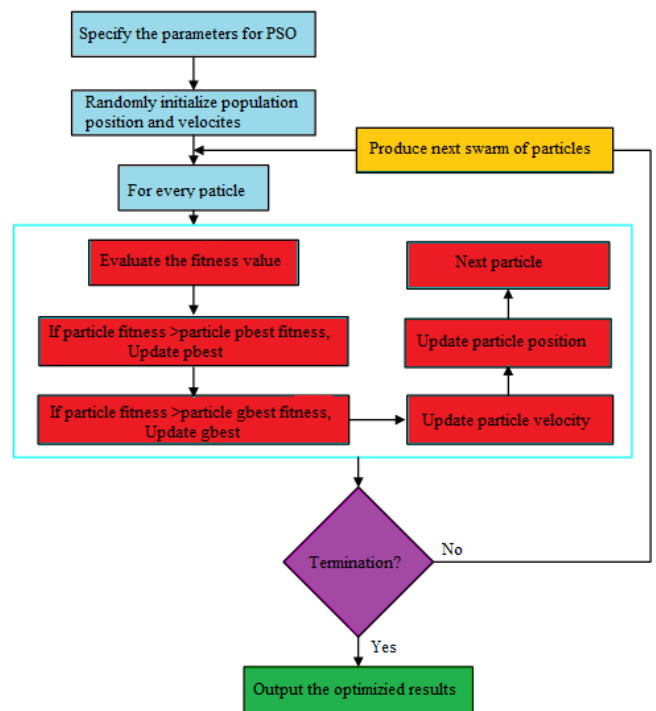 Specify the parameters for PSO
Randomly initialize population
position and velocites
Produce next swarm of particles
For every paticle
Evaluate the fitness value
Next particle
If particle fitness >particle pbest fitness,
Update pbest
Update particle position
If particle fitness >particle gbest fitness,
Update gbest
Update particle velocity
Termination?
No
Yes
Output the optimizied results